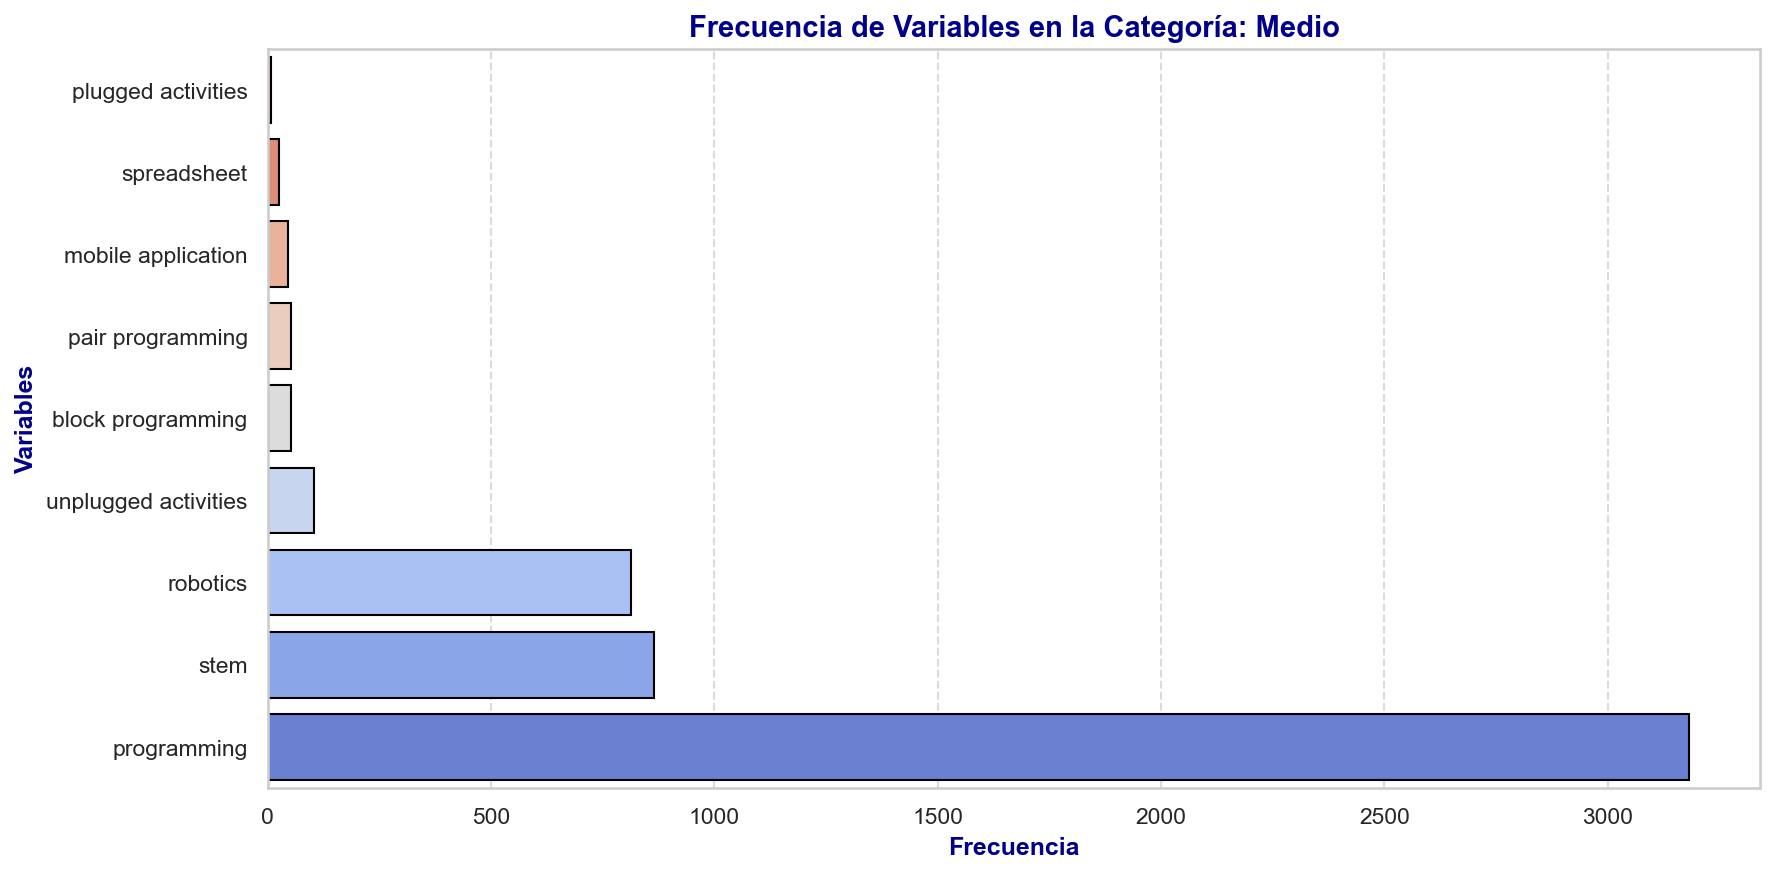 Frecuencia de Variables en la Categoría: Medio
Variables
plugged activities
spreadsheet
mobile application
pair programming
block programming
unplugged activities
robotics
stem
programming
0 500 1000 1500 2000 2500 3000
Frecuencia